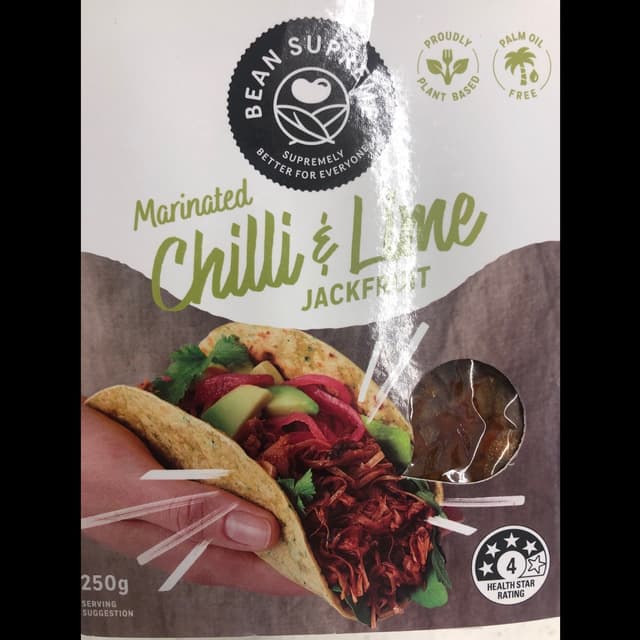 BEAN SUPR
SUPREMELY
BETTER FOR EVERYONE
PROUDLY
PLANT BASED
PALM OIL
FREE
Marinated
Chilli & Lime
JACKFRUIT
250g
SERVING
SUGGESTION
4
HEALTH STAR
RATING